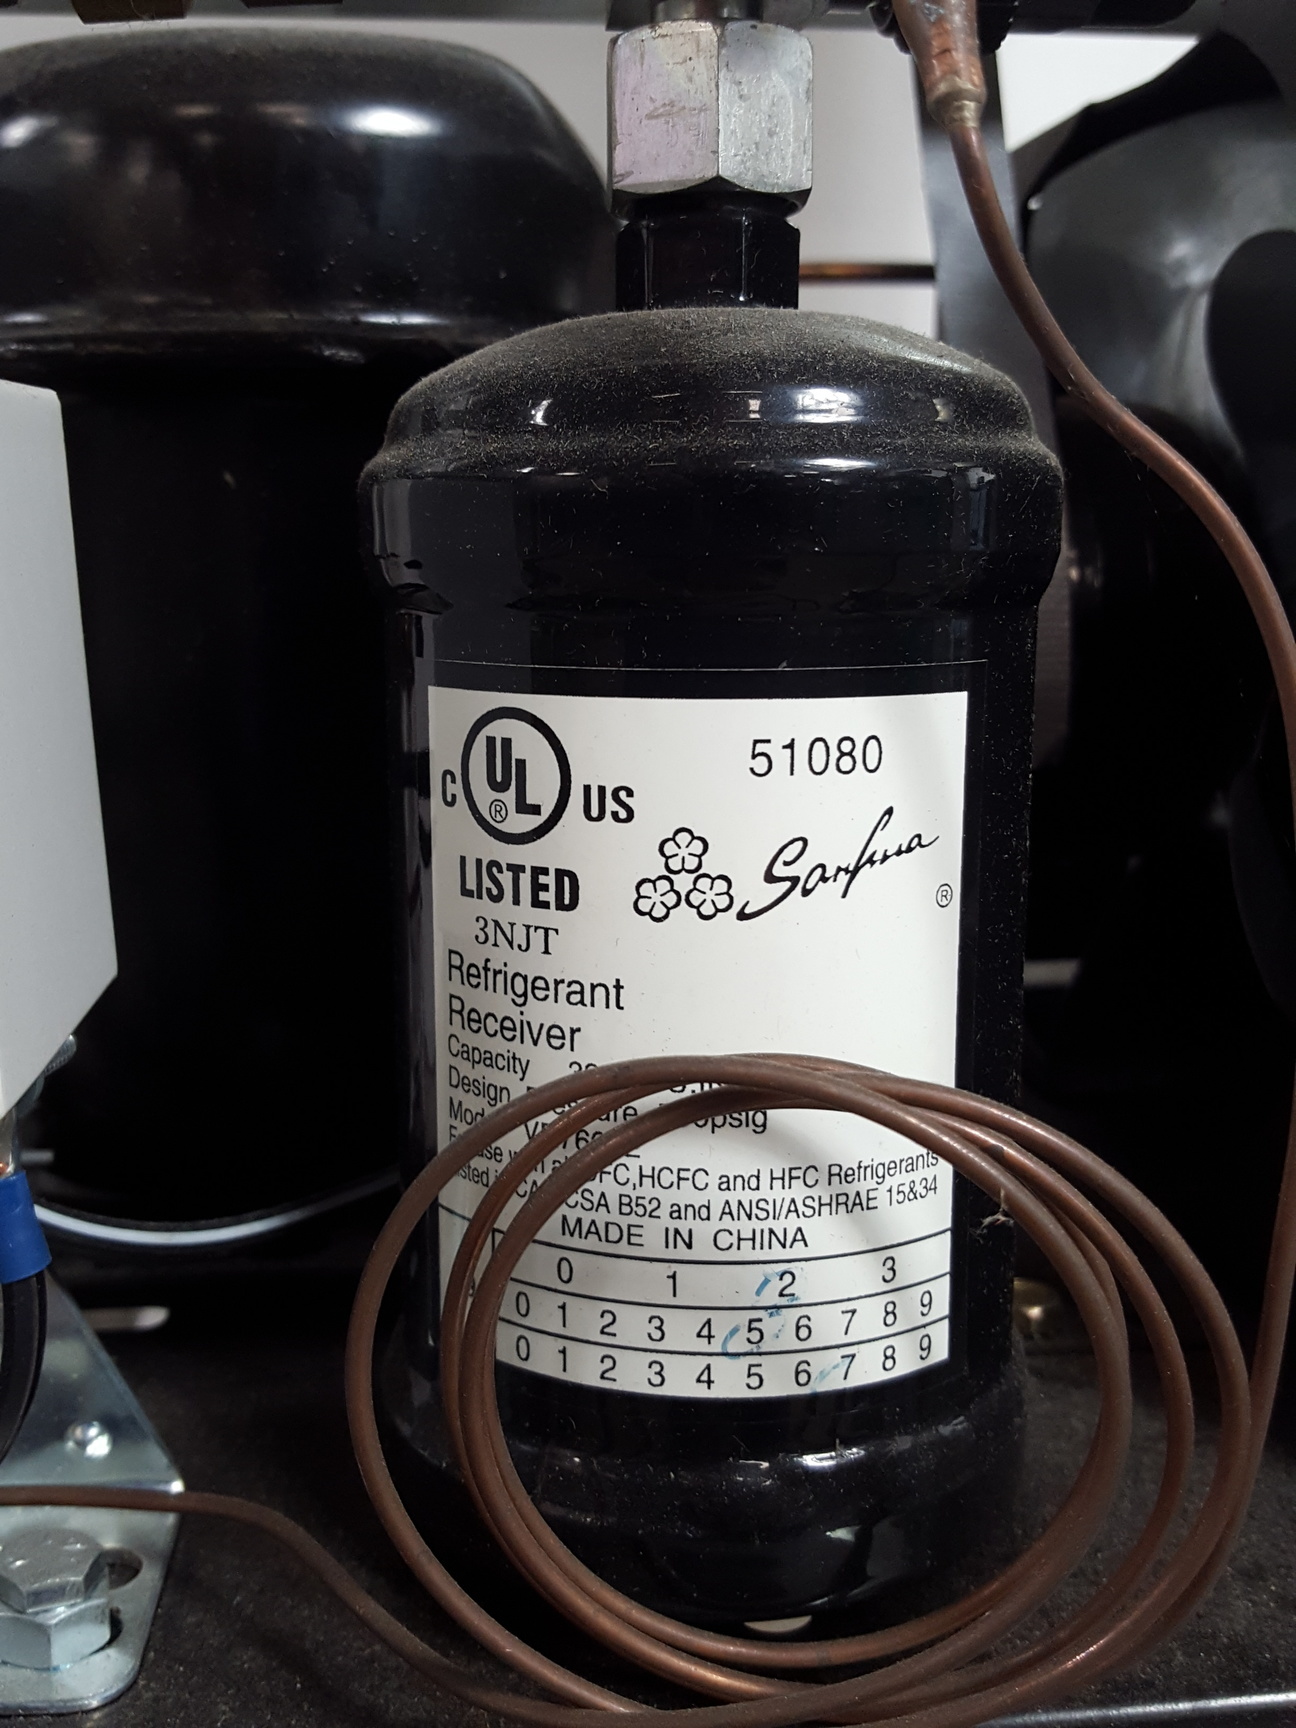 51080
C UL ® US
LISTED
Sanhua ®
3NJT
Refrigerant
Receiver
Capacity
Design
HCFC and HFC Refrigerants
CSA B52 and ANSI/ASHRAE 15&34
MADE IN CHINA
0 1 2 3
0 1 2 3 4 5 6 7 8 9
0 1 2 3 4 5 6 7 8 9